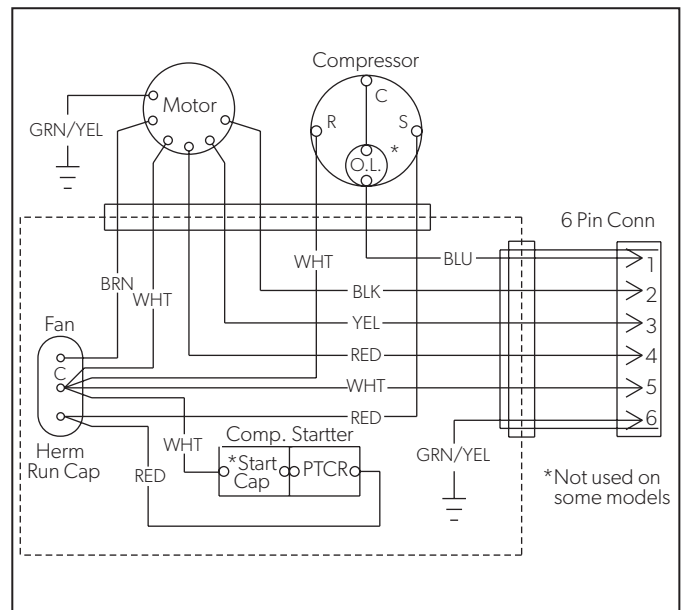 Compressor
Motor
C
R
S
*
O.L.
GRN/YEL
6 Pin Conn
WHT
BLU
1
BRN
WHT
BLK
2
Fan
YEL
3
C
RED
4
WHT
5
RED
6
Herm
Run Cap
WHT
Comp. Startter
*Start
Cap
PTCR
RED
GRN/YEL
*Not used on
some models